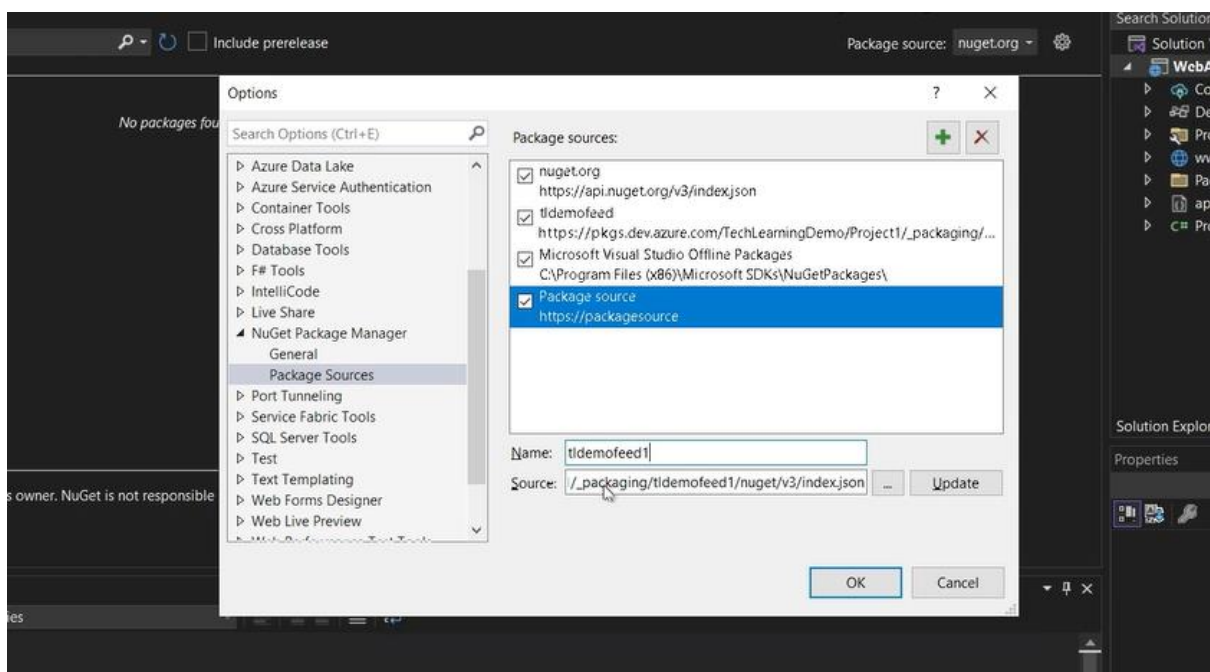 Search Solution
Include prerelease
Package source: nuget.org
Solution
WebA
Options
?
Co
De
No packages fou
Search Options (Ctrl+E)
Package sources:
Pro
ww
Pa
ap
C# Pro
Azure Data Lake
Azure Service Authentication
Container Tools
Cross Platform
Database Tools
F# Tools
IntelliCode
Live Share
NuGet Package Manager
General
Package Sources
Port Tunneling
Service Fabric Tools
SQL Server Tools
Test
Text Templating
Web Forms Designer
Web Live Preview
nuget.org
https://api.nuget.org/v3/index.json
tldemofeed
https://pkgs.dev.azure.com/TechLearningDemo/Project1/_packaging/...
Microsoft Visual Studio Offline Packages
C:\Program Files (x86)\Microsoft SDKs\NuGetPackages\
Package source
https://packagesource
Name: tldemofeed1
Source: /_packaging/tldemofeed1/nuget/v3/index.json ... Update
OK Cancel
Solution Explor
Properties
s owner. NuGet is not responsible
ies